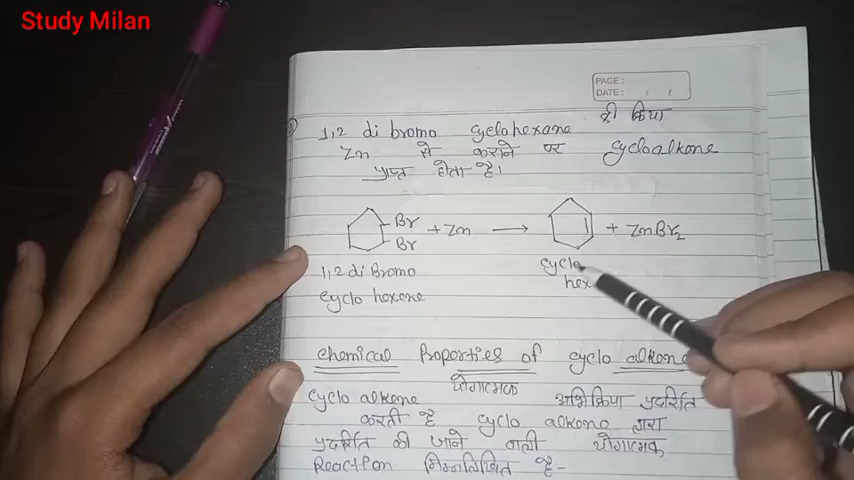 Study Milan
PAGE:
DATE: / /
1,2 di bromo cyclohexane की क्रिया
Zn से कराने पर cycloalkene
प्राप्त होता है।
Br
Br + Zn → + ZnBr2
1,2 di Bromo
cyclo hexene
cyclo
hex
chemical Properties of cyclo alkene
cyclo alkene योगात्मक अभिक्रिया प्रदर्शित
करती है cyclo alkene द्वारा
प्रदर्शित की जाने वाली योगात्मक
Reaction निम्नलिखित है-